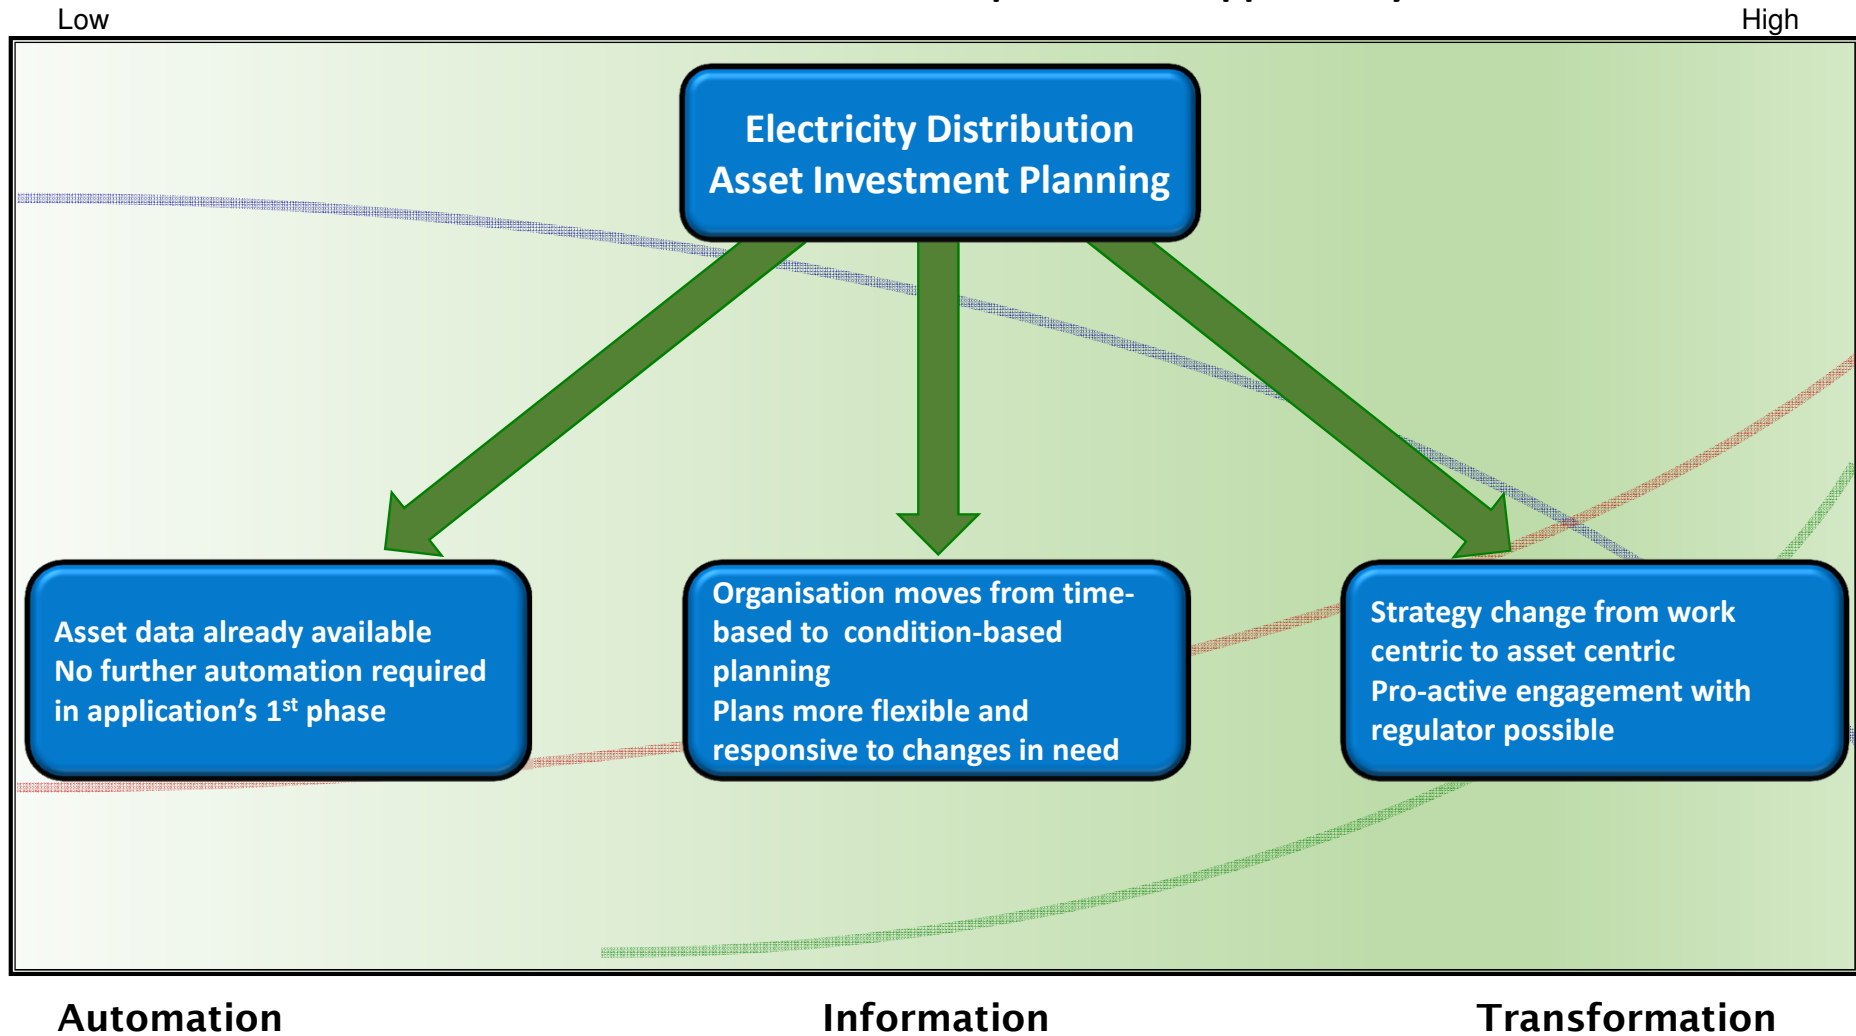 Low
High
Electricity Distribution
Asset Investment Planning
Asset data already available
No further automation required
in application's 1st phase
Organisation moves from time-
based to  condition-based
planning
Plans more flexible and
responsive to changes in need
Strategy change from work
centric to asset centric
Pro-active engagement with
regulator possible
Automation
Information
Transformation